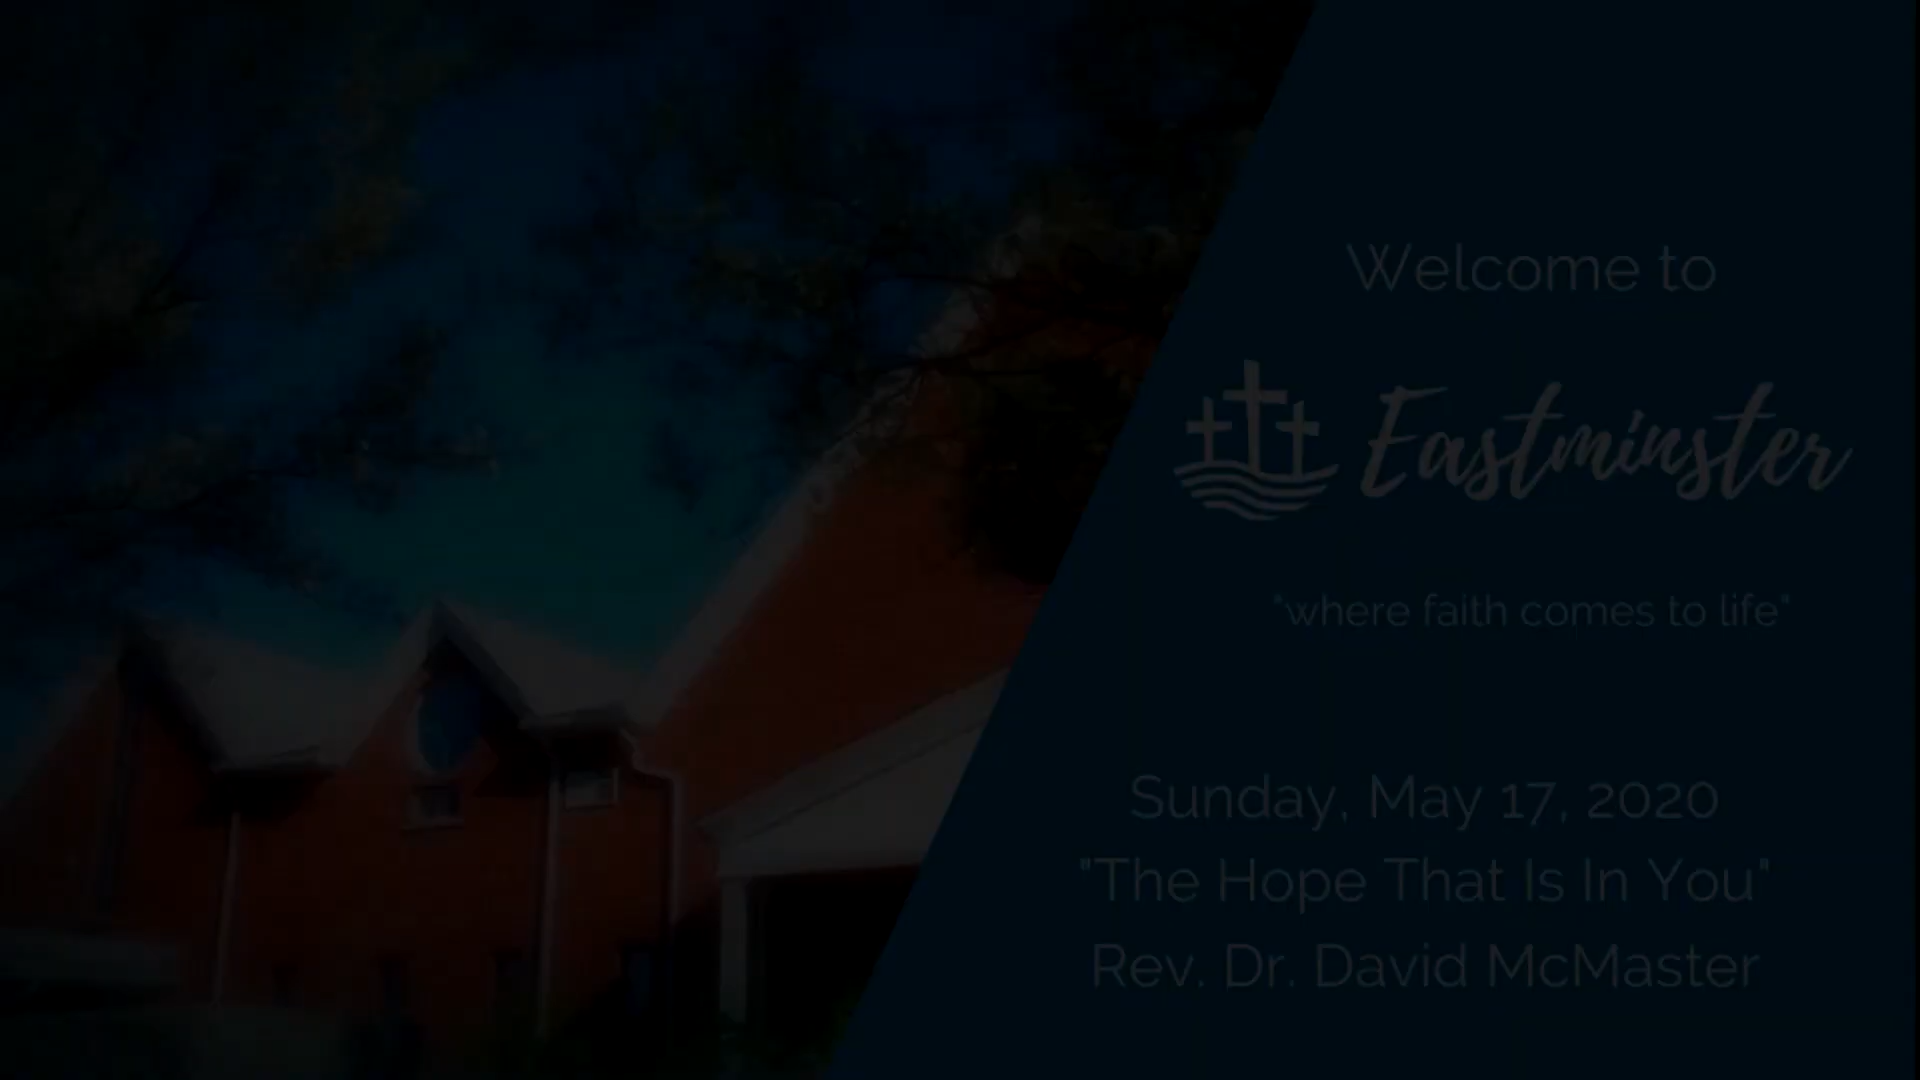 Welcome to
Eastminster
"where faith comes to life"
Sunday, May 17, 2020
"The Hope That Is In You"
Rev. Dr. David McMaster